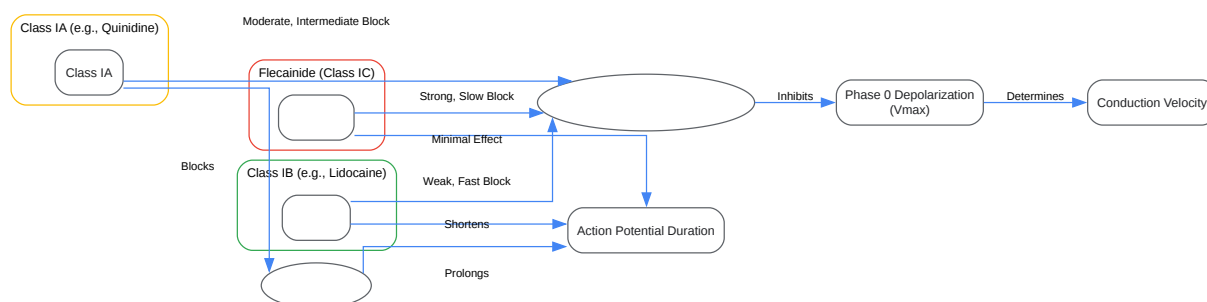 Moderate, Intermediate Block
Class IA (e.g., Quinidine)
Class IA
Flecainide (Class IC)
Strong, Slow Block
Inhibits
Phase 0 Depolarization
(Vmax)
Determines
Conduction Velocity
Minimal Effect
Blocks
Class IB (e.g., Lidocaine)
Weak, Fast Block
Shortens
Action Potential Duration
Prolongs